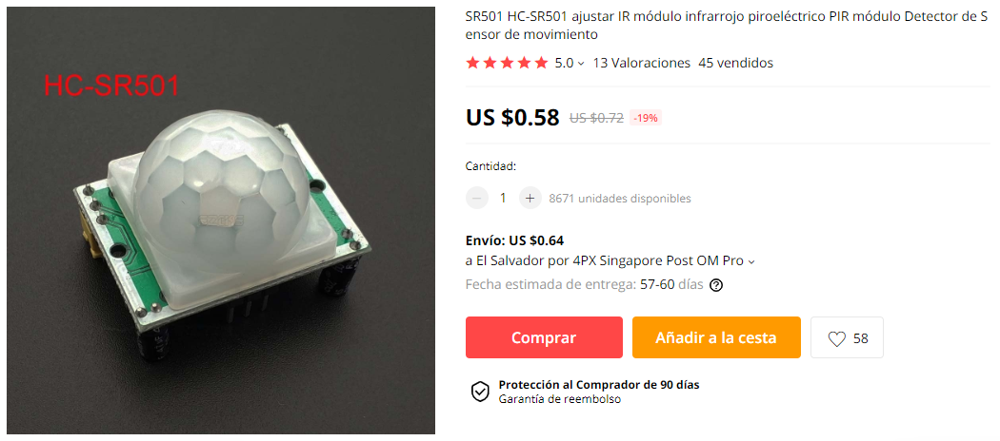 HC-SR501
SR501 HC-SR501 ajustar IR módulo infrarrojo piroeléctrico PIR módulo Detector de S
ensor de movimiento
5.0 13 Valoraciones 45 vendidos
US $0.58 US $0.72 -19%
Cantidad:
1 8671 unidades disponibles
Envío: US $0.64
a El Salvador por 4PX Singapore Post OM Pro
Fecha estimada de entrega: 57-60 días
Comprar Añadir a la cesta 58
Protección al Comprador de 90 días
Garantía de reembolso